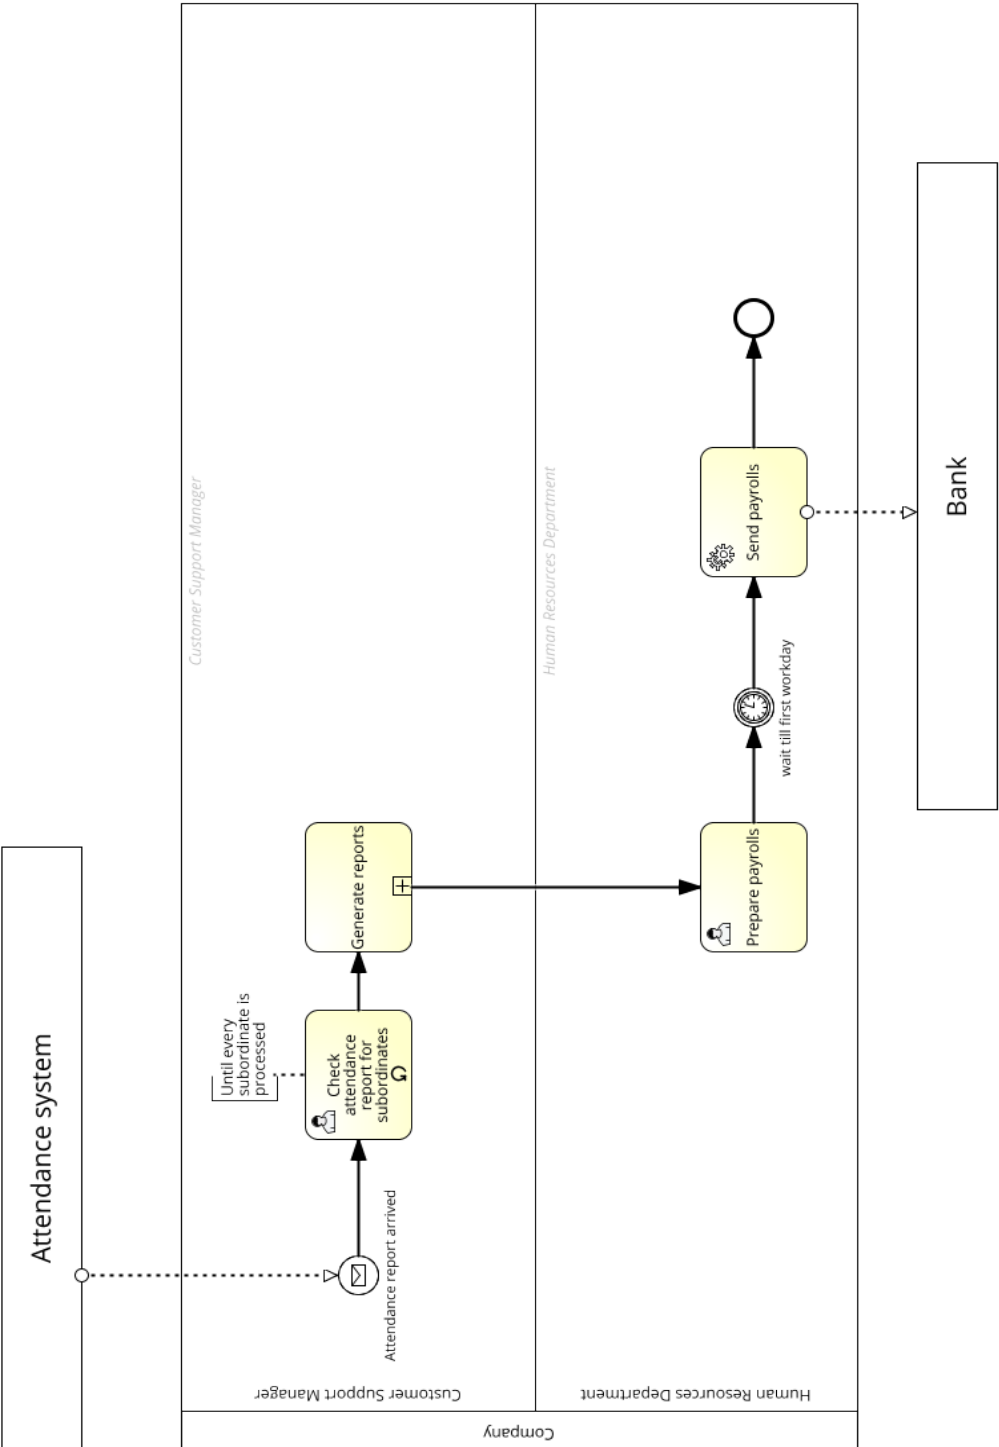 Attendance system
Company
Customer Support Manager
Customer Support Manager
Attendance report arrived
Check
attendance
report for
subordinates
Until every
subordinate is
processed
Generate reports
Human Resources Department
Human Resources Department
Prepare payrolls
wait till first workday
Send payrolls
Bank